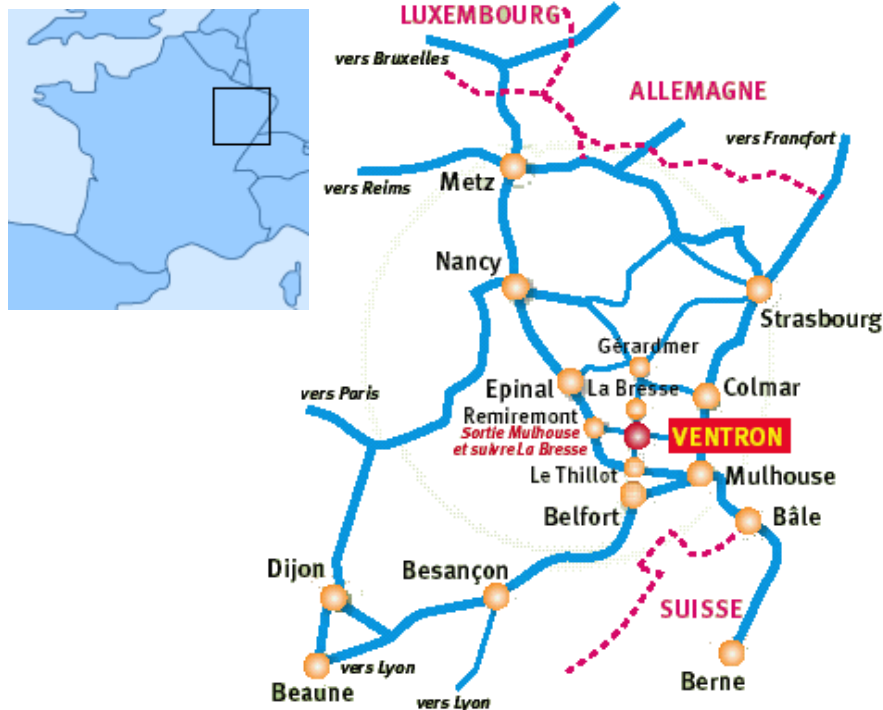 LUXEMBOURG
vers Bruxelles
ALLEMAGNE
vers Francfort
Metz
vers Reims
Nancy
Strasbourg
Gérardmer
Epinal
La Bresse
Colmar
vers Paris
Remiremont
Sortie Mulhouse
et suivre La Bresse
VENTRON
Le Thillot
Mulhouse
Belfort
Bâle
Dijon
Besançon
SUISSE
vers Lyon
Berne
Beaune
vers Lyon